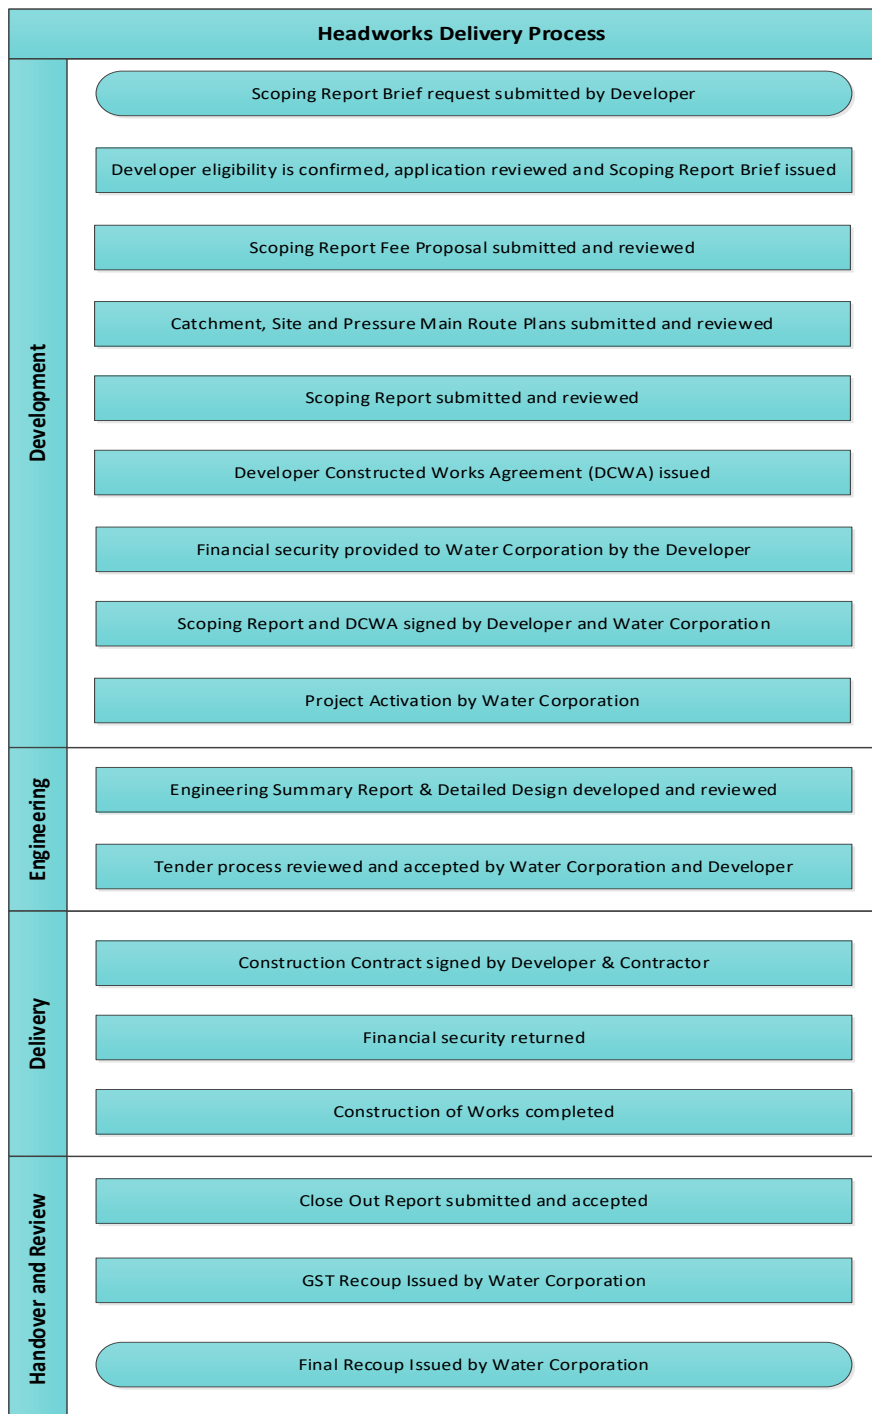 Headworks Delivery Process
Development
Scoping Report Brief request submitted by Developer
Developer eligibility is confirmed, application reviewed and Scoping Report Brief issued
Scoping Report Fee Proposal submitted and reviewed
Catchment, Site and Pressure Main Route Plans submitted and reviewed
Scoping Report submitted and reviewed
Developer Constructed Works Agreement (DCWA) issued
Financial security provided to Water Corporation by the Developer
Scoping Report and DCWA signed by Developer and Water Corporation
Project Activation by Water Corporation
Engineering
Engineering Summary Report & Detailed Design developed and reviewed
Tender process reviewed and accepted by Water Corporation and Developer
Delivery
Construction Contract signed by Developer & Contractor
Financial security returned
Construction of Works completed
Handover and Review
Close Out Report submitted and accepted
GST Recoup Issued by Water Corporation
Final Recoup Issued by Water Corporation